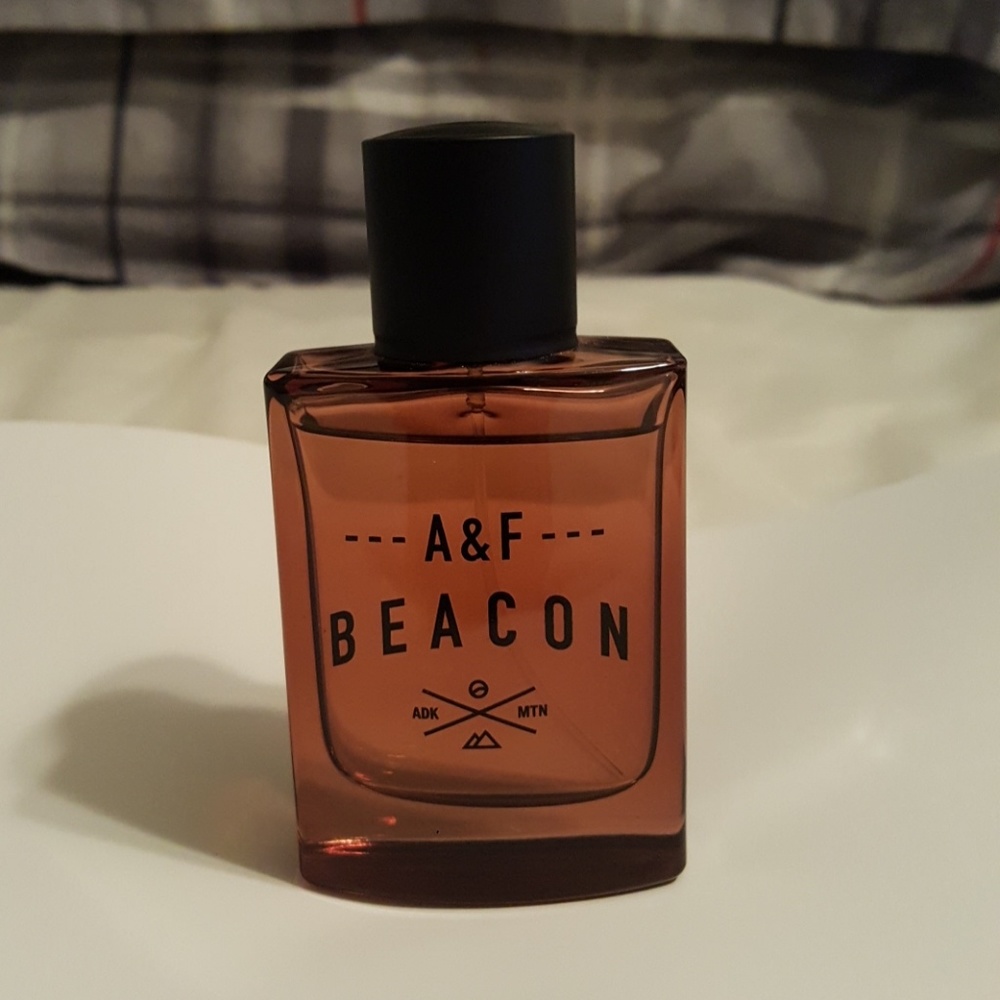 --- A&F ---
BEACON
ADK MTN